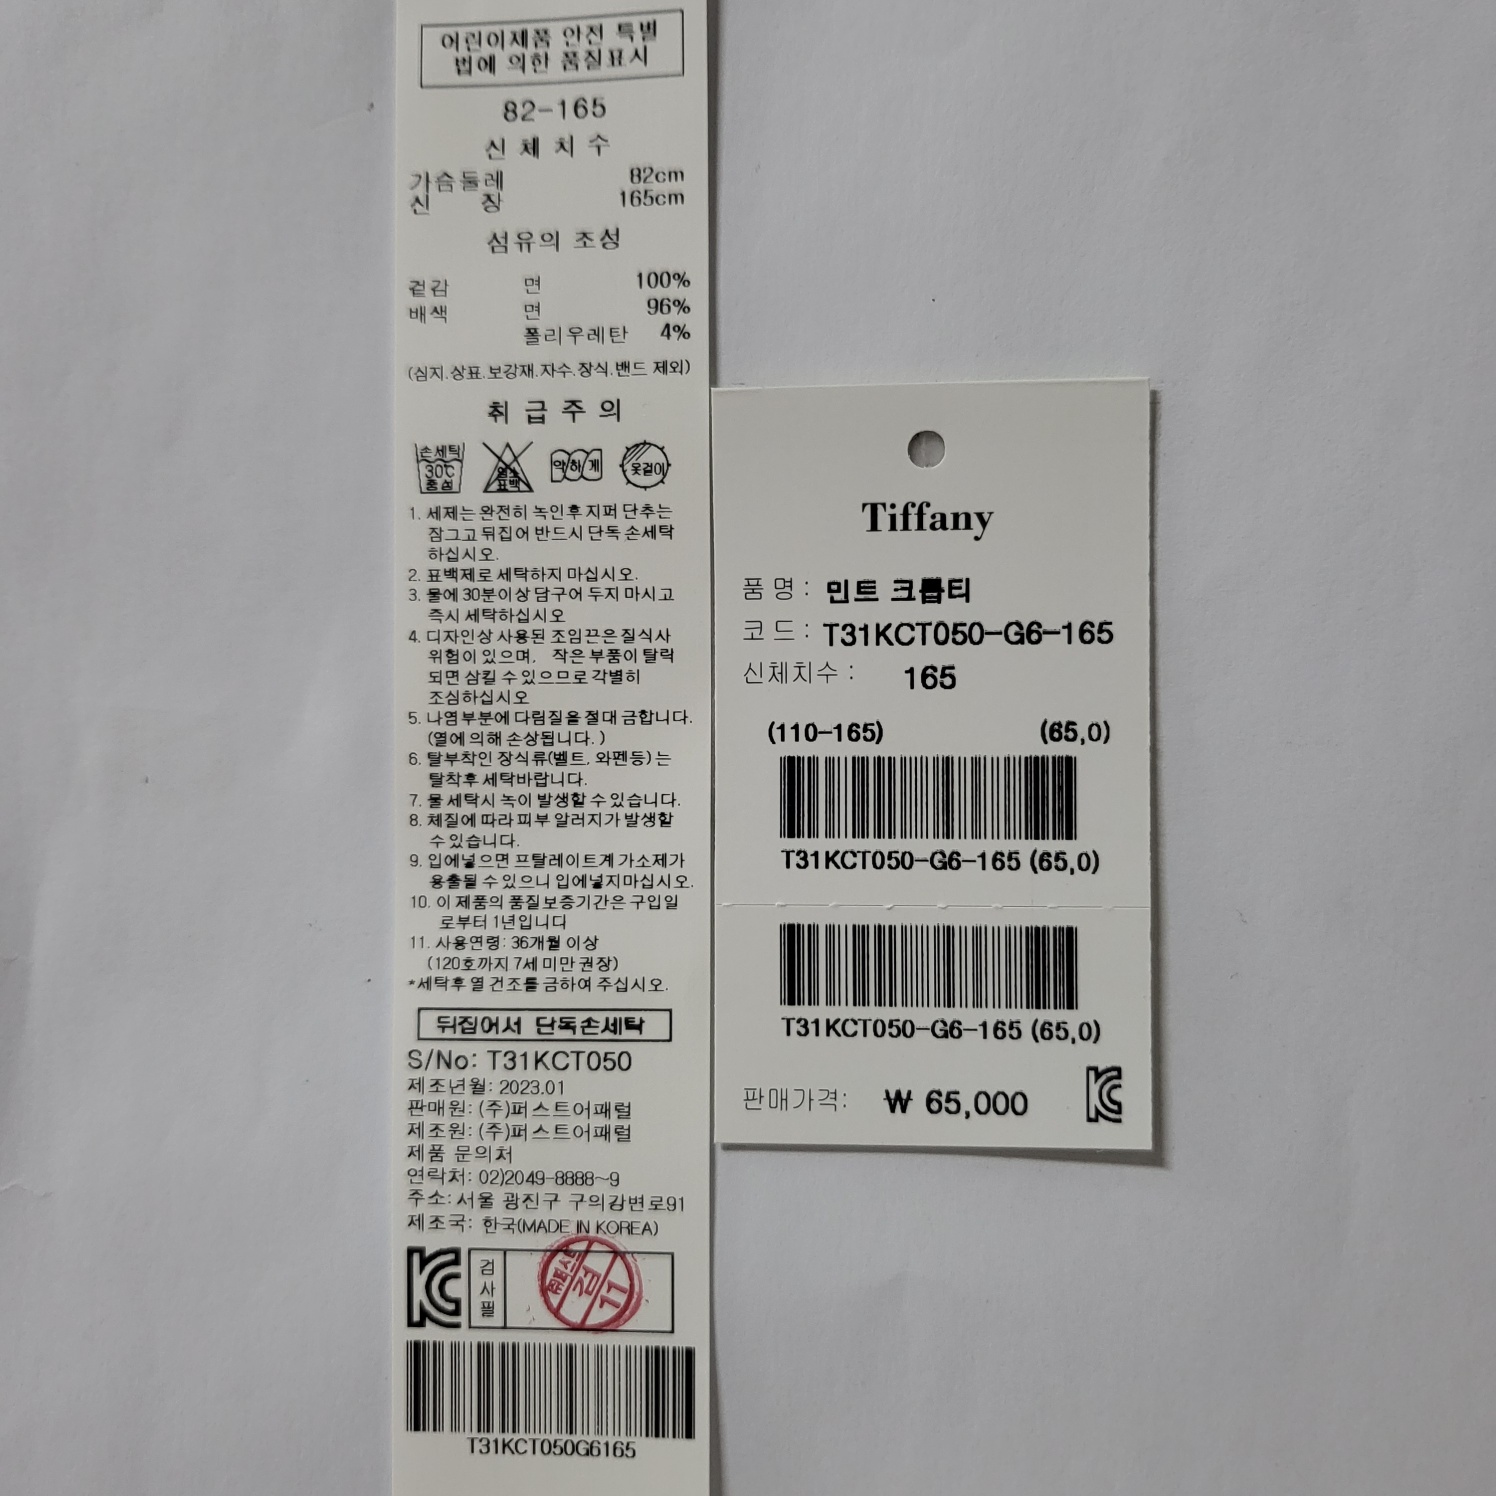 어린이제품 안전 특별
법에 의한 품질표시
82-165
신 체 치 수
가슴둘레 82cm
신 장 165cm
섬유의 조성
겉감 면 100%
배색 면 96%
폴리우레탄 4%
(심지.상표.보강재.자수.장식.밴드 제외)
취 급 주 의
손세탁 30℃ 중성
염소 표백
약하게
옷걸이
1. 세제는 완전히 녹인후 지퍼 단추는
잠그고 뒤집어 반드시 단독 손세탁
하십시오.
2. 표백제로 세탁하지 마십시오.
3. 물에 30분이상 담구어 두지 마시고
즉시 세탁하십시오
4. 디자인상 사용된 조임끈은 질식사
위험이 있으며, 작은 부품이 탈락
되면 삼킬 수 있으므로 각별히
조심하십시오
5. 나염부분에 다림질을 절대 금합니다.
(열에 의해 손상됩니다.)
6. 탈부착인 장식류(벨트, 와펜등)는
탈착후 세탁바랍니다.
7. 물 세탁시 녹이 발생할 수 있습니다.
8. 체질에 따라 피부 알러지가 발생할
수 있습니다.
9. 입에넣으면 프탈레이트계 가소제가
용출될 수 있으니 입에넣지마십시오.
10. 이 제품의 품질보증기간은 구입일
로부터 1년입니다
11. 사용연령: 36개월 이상
(120호까지 7세 미만 권장)
*세탁후 열 건조를 금하여 주십시오.
뒤집어서 단독손세탁
S/No: T31KCT050
제조년월: 2023.01
판매원: (주)퍼스트어패럴
제조원: (주)퍼스트어패럴
제품 문의처
연락처: 02)2049-8888~9
주소: 서울 광진구 구의강변로91
제조국: 한국(MADE IN KOREA)
KC
검사필
㈜퍼스트 검 11
T31KCT050G6165
Tiffany
품 명 : 민트 크롭티
코 드 : T31KCT050-G6-165
신체치수 : 165
(110-165) (65,0)
T31KCT050-G6-165 (65,0)
T31KCT050-G6-165 (65,0)
판매가격: ₩ 65,000
KC